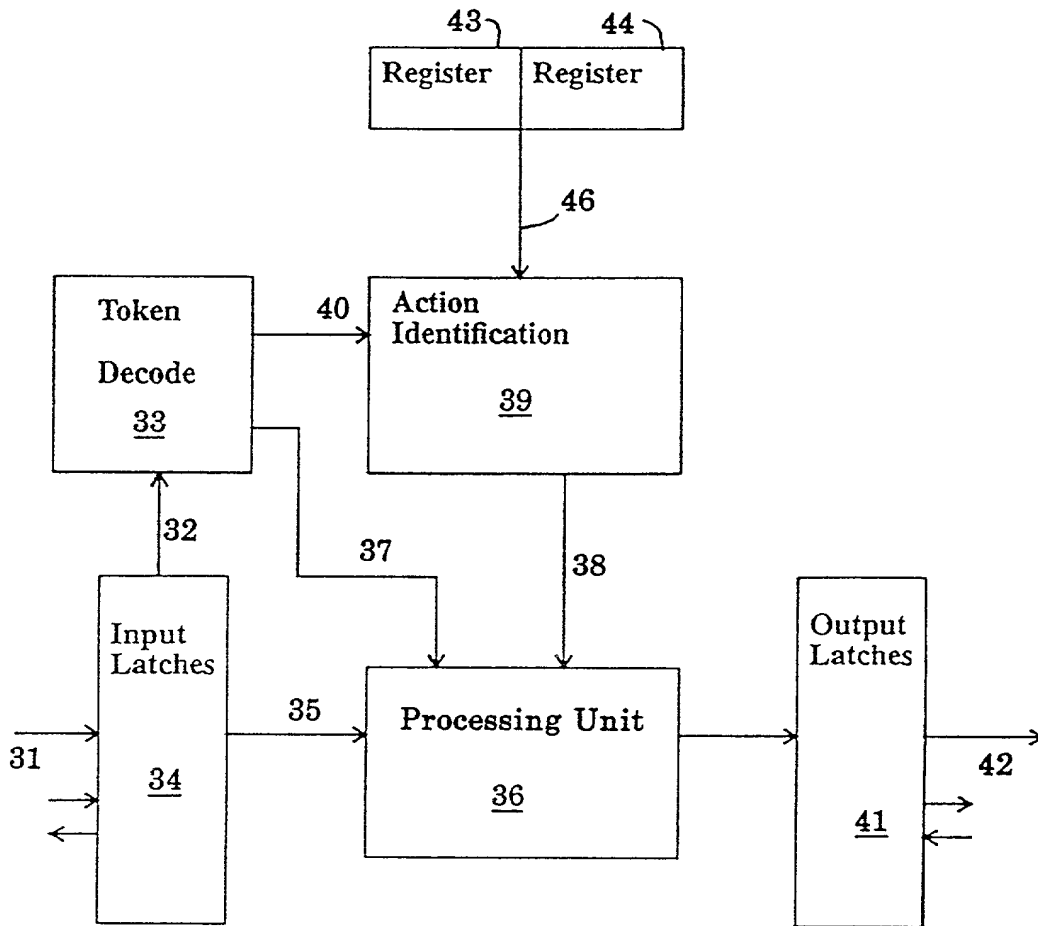 43
44
Register
Register
46
Token
Decode
33
40
Action
Identification
39
32
37
38
Input
Latches
34
31
35
Processing Unit
36
Output
Latches
41
42